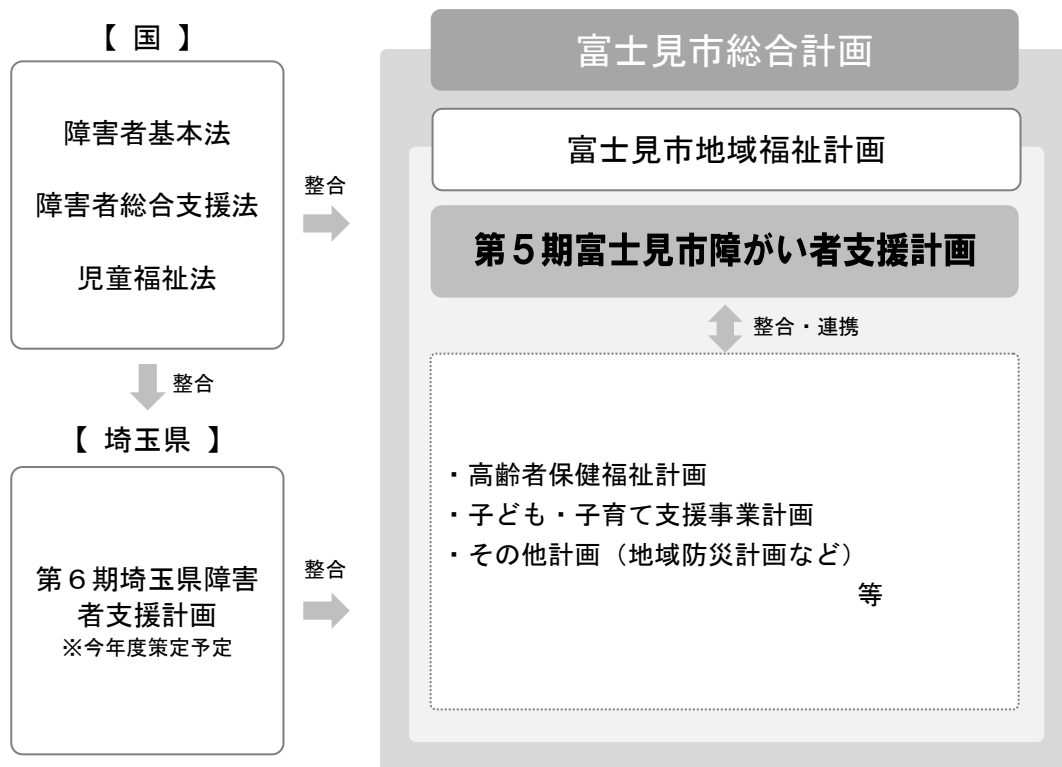 【 国 】
障害者基本法
障害者総合支援法
児童福祉法
整合
整合
【 埼玉県 】
第６期埼玉県障害
者支援計画
※今年度策定予定
整合
富士見市総合計画
富士見市地域福祉計画
第５期富士見市障がい者支援計画
整合・連携
・高齢者保健福祉計画
・子ども・子育て支援事業計画
・その他計画（地域防災計画など）
等